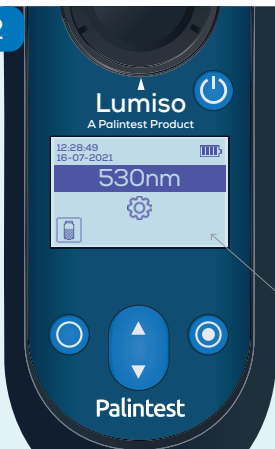 2
Lumiso
A Palintest Product
12:28:49
16-07-2021
530nm
Palintest